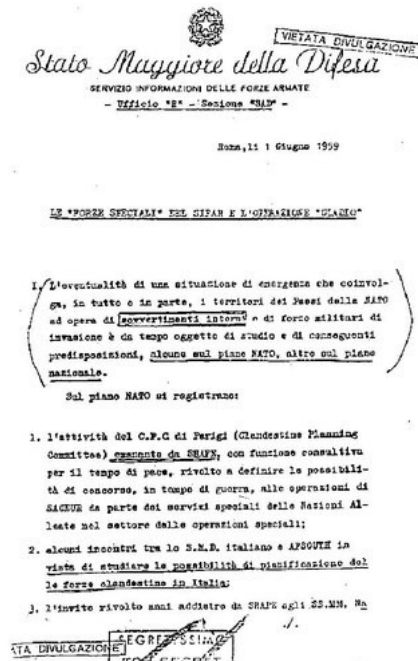 VIETATA DIVULGAZIONE
Stato Maggiore della Difesa
SERVIZIO INFORMAZIONI DELLE FORZE ARMATE
- Ufficio "R" - Sezione "SAD" -
Roma,li 1 Giugno 1959
LE "FORZE SPECIALI" DEL SIFAR E L'OPERAZIONE "GLADIO"
I. L'eventualità di una situazione di emergenza che coinvol-
ga, in tutto o in parte, i territori dei Paesi della NATO
ad opera di sovvertimenti interni o di forze militari di
invasione è da tempo oggetto di studio e di conseguenti
predisposizioni, alcune sul piano NATO, altre sul piano
nazionale.
Sul piano NATO si registrano:
1. l'attività del C.P.C di Parigi (Clandestine Planning
Committee) emanante da SHAPE, con funzione consultiva
per il tempo di pace, rivolto a definire le possibili-
tà di concorso, in tempo di guerra, alle operazioni di
SACEUR da parte dei servizi speciali delle Nazioni Al-
leate nel settore delle operazioni speciali;
2. alcuni incontri tra lo S.M.D. italiano e AFSOUTH in
vista di studiare le possibilità di pianificazione del
le forze clandestine in Italia;
3. l'invito rivolto anni addietro da SHAPE agli SS.MM. Na
./.
ATA DIVULGAZIONE
SEGRETISSIMO
TOP SECRET